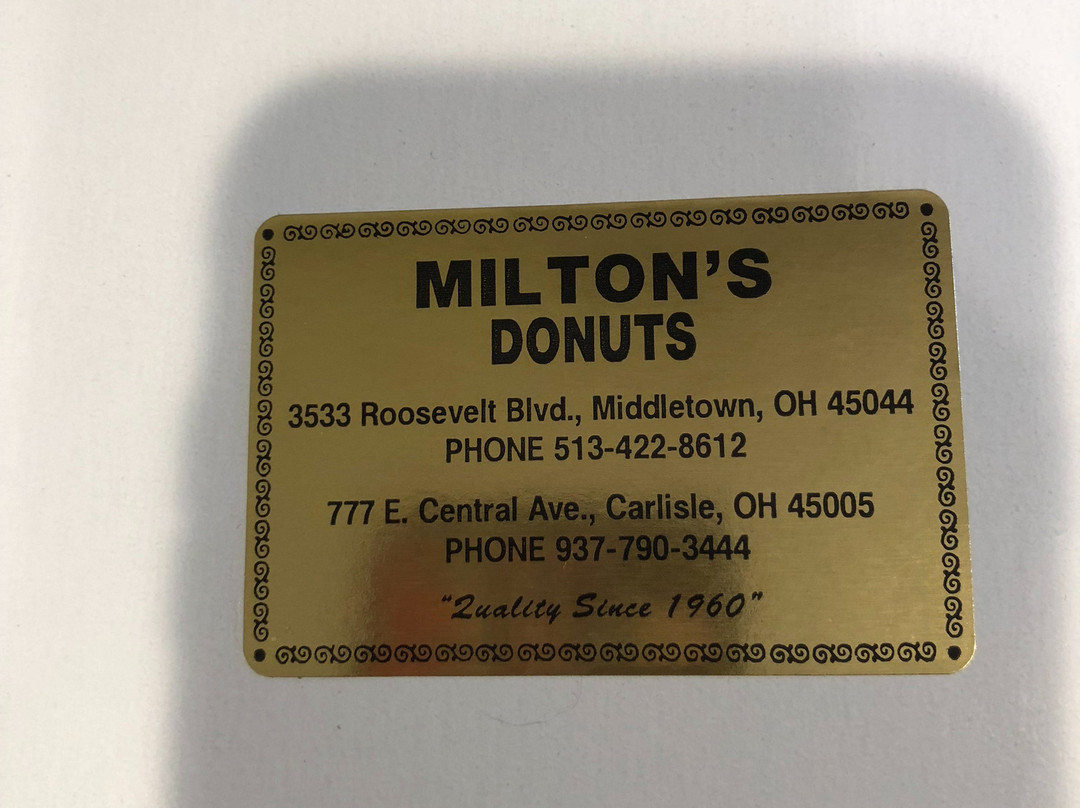 MILTON'S
DONUTS
3533 Roosevelt Blvd., Middletown, OH 45044
PHONE 513-422-8612
777 E. Central Ave., Carlisle, OH 45005
PHONE 937-790-3444
"Quality Since 1960"